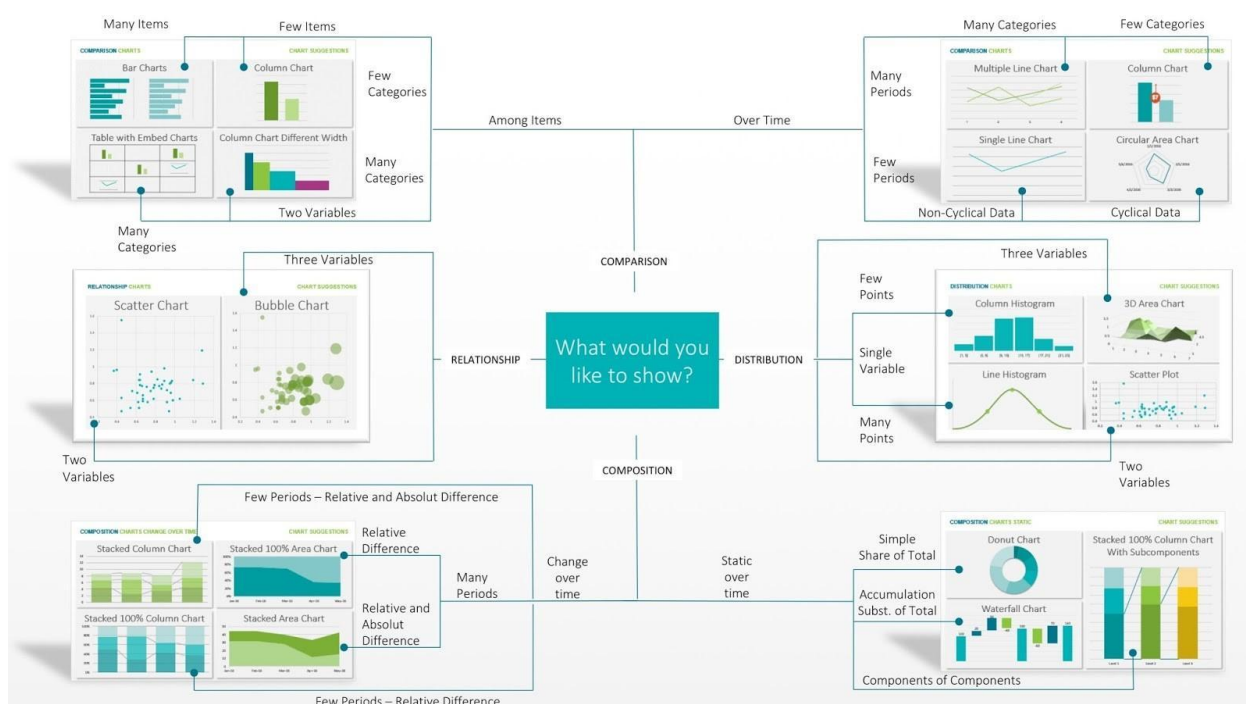 Many Items
Few Items
COMPARISON CHARTS
CHART SUGGESTIONS
Bar Charts
Column Chart
Few
Categories
Table with Embed Charts
Column Chart Different Width
Many
Categories
Two Variables
Many
Categories
Among Items
Over Time
Many Categories
Few Categories
COMPARISON CHARTS
CHART SUGGESTIONS
Many
Periods
Multiple Line Chart
Column Chart
Single Line Chart
Circular Area Chart
Few
Periods
Non-Cyclical Data
Cyclical Data
COMPARISON
Three Variables
RELATIONSHIP CHARTS
CHART SUGGESTIONS
Scatter Chart
Bubble Chart
Two
Variables
RELATIONSHIP
What would you
like to show?
DISTRIBUTION
Three Variables
Few
Points
DISTRIBUTION CHARTS
CHART SUGGESTIONS
Column Histogram
3D Area Chart
Single
Variable
Line Histogram
Scatter Plot
Many
Points
Two
Variables
COMPOSITION
Few Periods – Relative and Absolut Difference
COMPOSITION CHARTS CHANGE OVER TIME
CHART SUGGESTIONS
Stacked Column Chart
Stacked 100% Area Chart
Relative
Difference
Many
Periods
Change
over
time
Stacked 100% Column Chart
Stacked Area Chart
Relative and
Absolut
Difference
Few Periods – Relative Difference
Static
over
time
Simple
Share of Total
COMPOSITION CHARTS STATIC
CHART SUGGESTIONS
Donut Chart
Stacked 100% Column Chart
With Subcomponents
Accumulation
Subst. of Total
Waterfall Chart
Components of Components